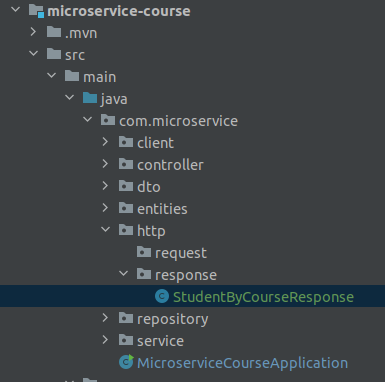 microservice-course
.mvn
src
main
java
com.microservice
client
controller
dto
entities
http
request
response
StudentByCourseResponse
repository
service
MicroserviceCourseApplication